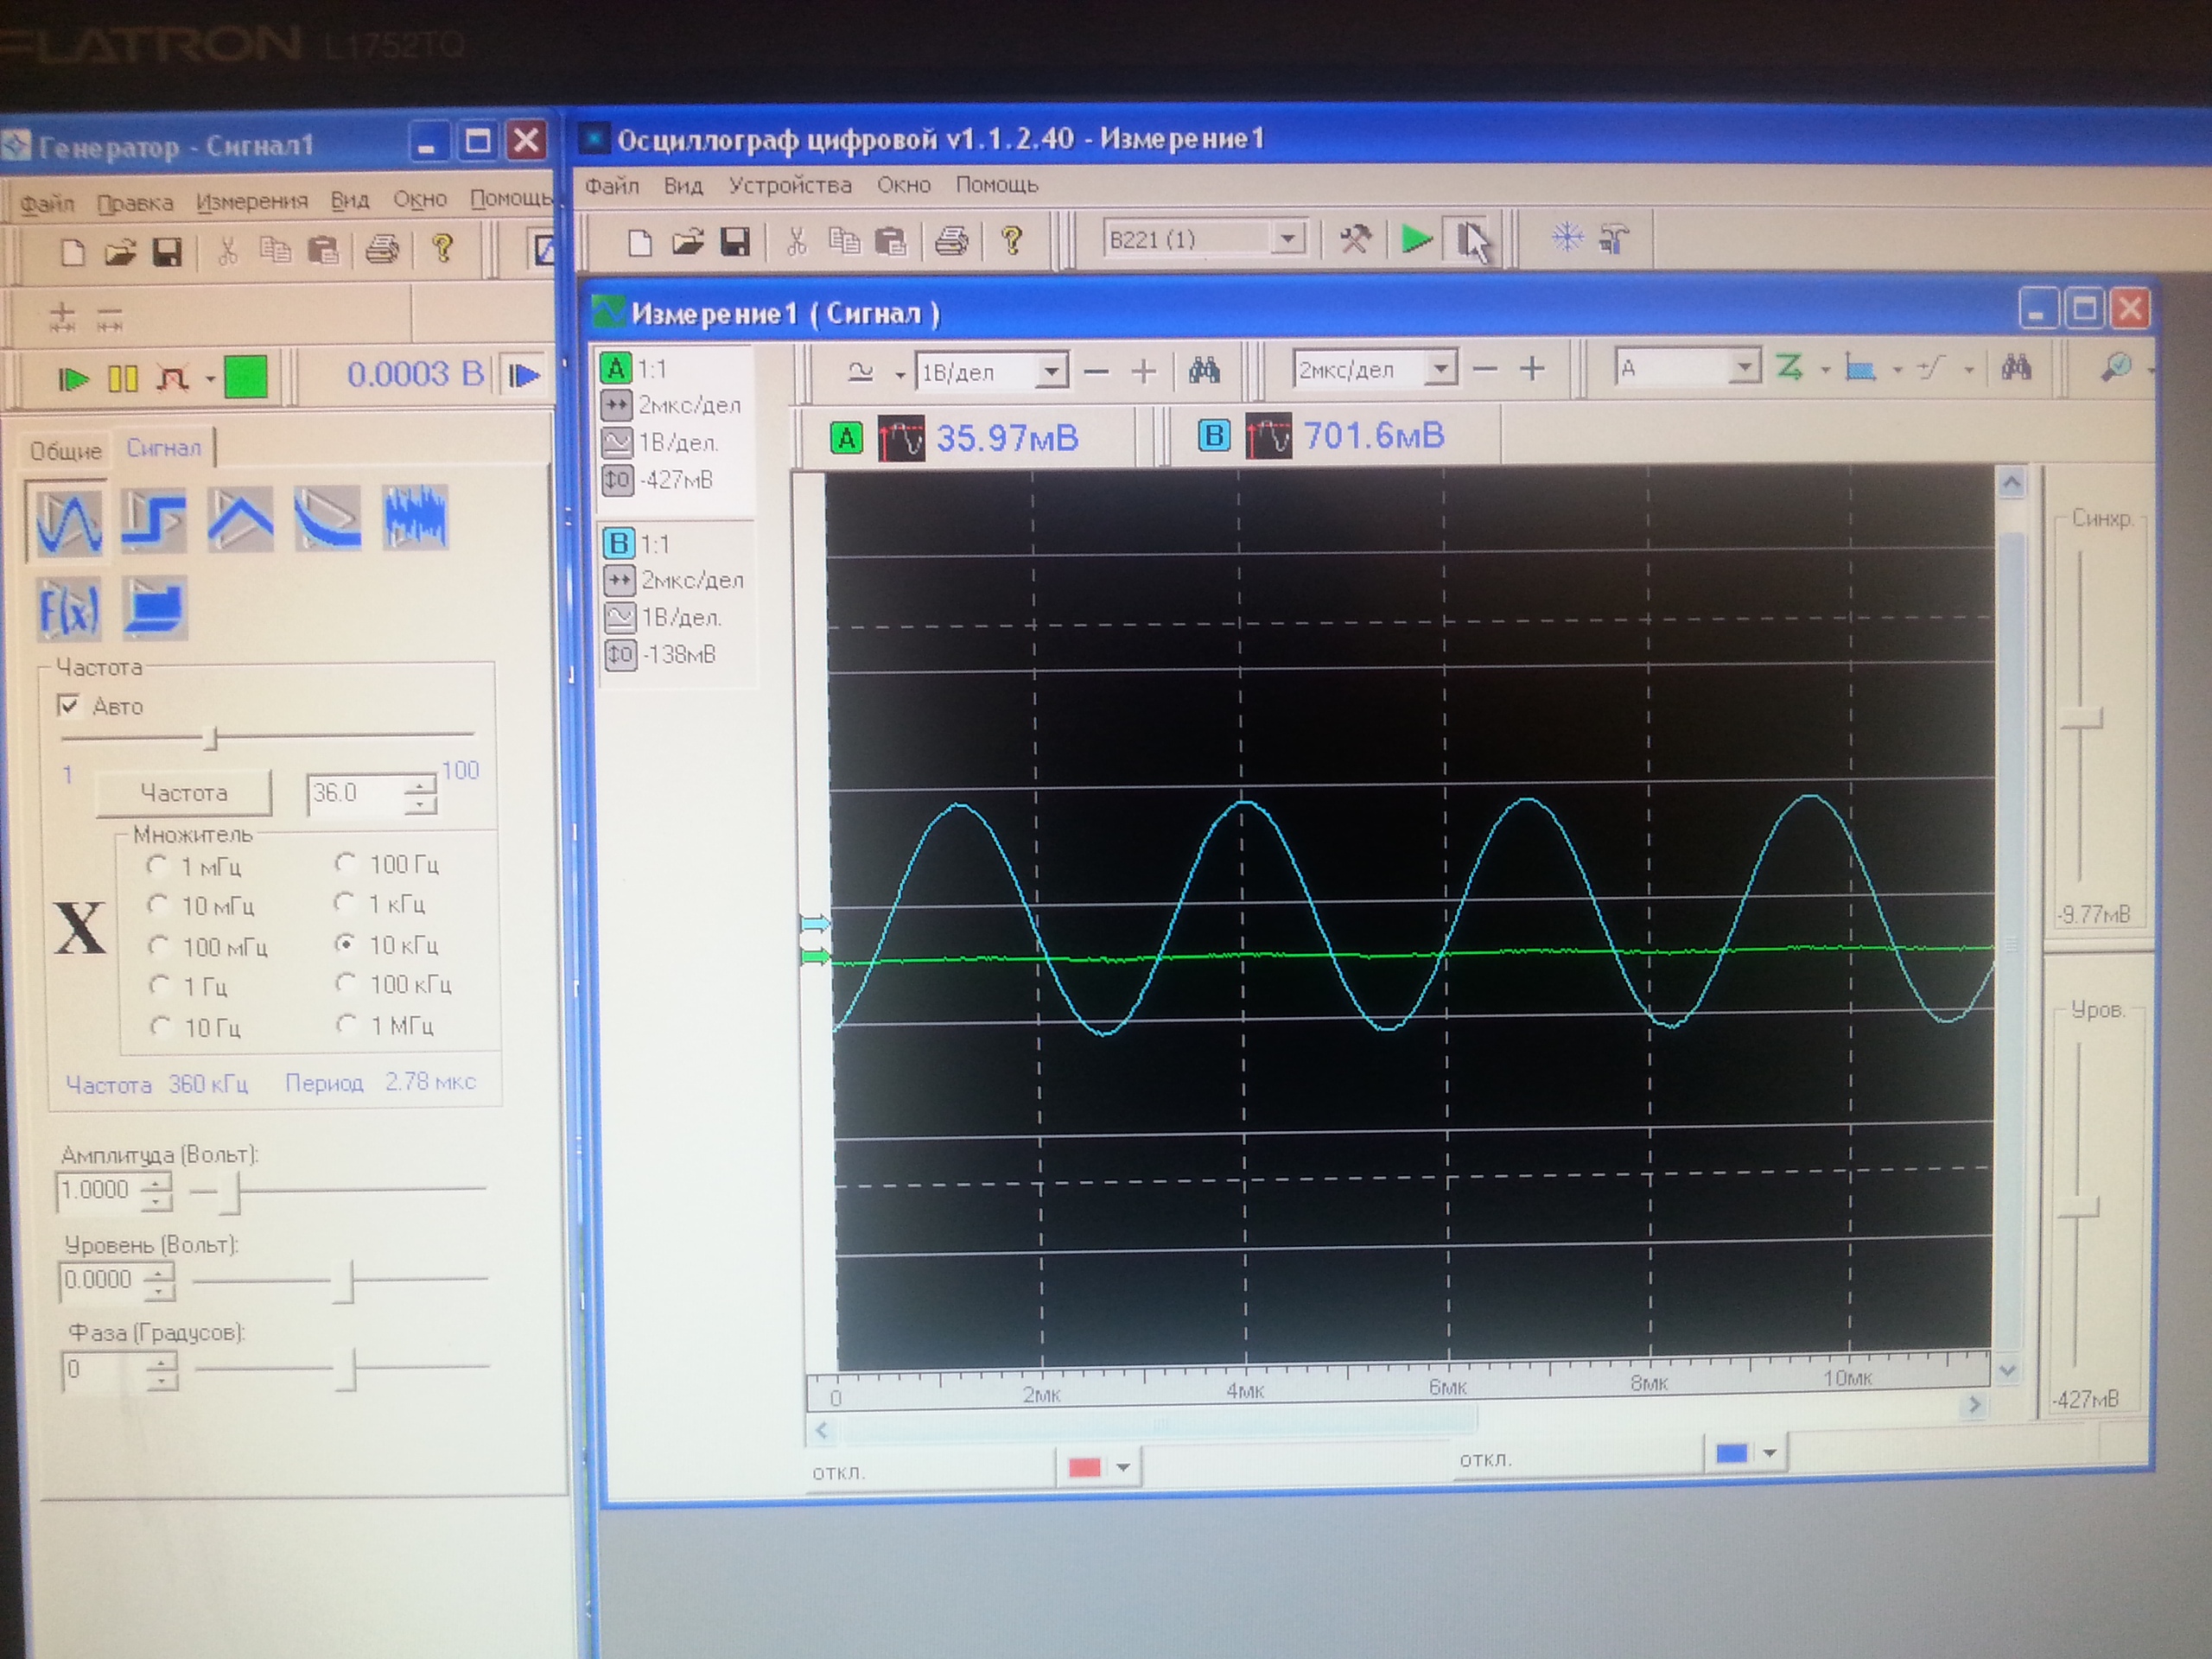 FLATRON L1752TQ
Генератор - Сигнал1
Файл Правка Измерения Вид Окно Помощь
0.0003 В
Общие Сигнал
F(x)
Частота
Авто
1 100
Частота 36.0
Множитель
X
1 мГц 100 Гц
10 мГц 1 кГц
100 мГц 10 кГц
1 Гц 100 кГц
10 Гц 1 МГц
Частота 360 кГц Период 2.78 мкс
Амплитуда (Вольт):
1.0000
Уровень (Вольт):
0.0000
Фаза (Градусов):
0
Осциллограф цифровой v1.1.2.40 - Измерение1
Файл Вид Устройства Окно Помощь
B221 (1)
Измерение1 ( Сигнал )
A 1:1
2мкс/дел
1В/дел.
-427мВ
B 1:1
2мкс/дел
1В/дел.
-138мВ
1В/дел 2мкс/дел A
A 35.97мВ B 701.6мВ
Синхр.
-9.77мВ
Уров.
-427мВ
0 2мк 4мк 6мк 8мк 10мк
откл. откл.